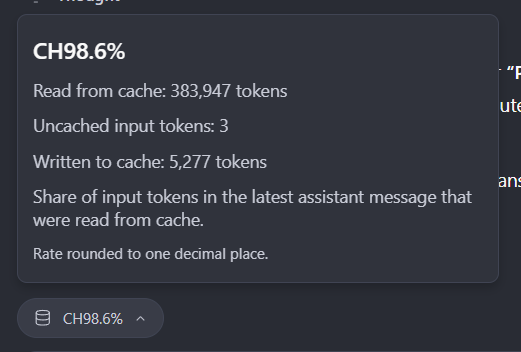 CH98.6%
Read from cache: 383,947 tokens
Uncached input tokens: 3
Written to cache: 5,277 tokens
Share of input tokens in the latest assistant message that
were read from cache.
Rate rounded to one decimal place.
CH98.6%